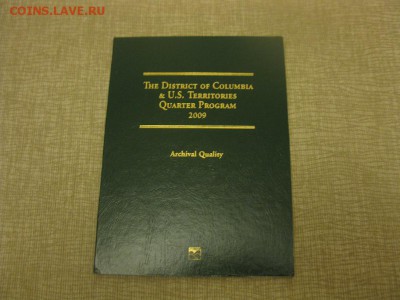 COINS.LAVE.RU
THE DISTRICT OF COLUMBIA
& U.S. TERRITORIES
QUARTER PROGRAM
2009
Archival Quality